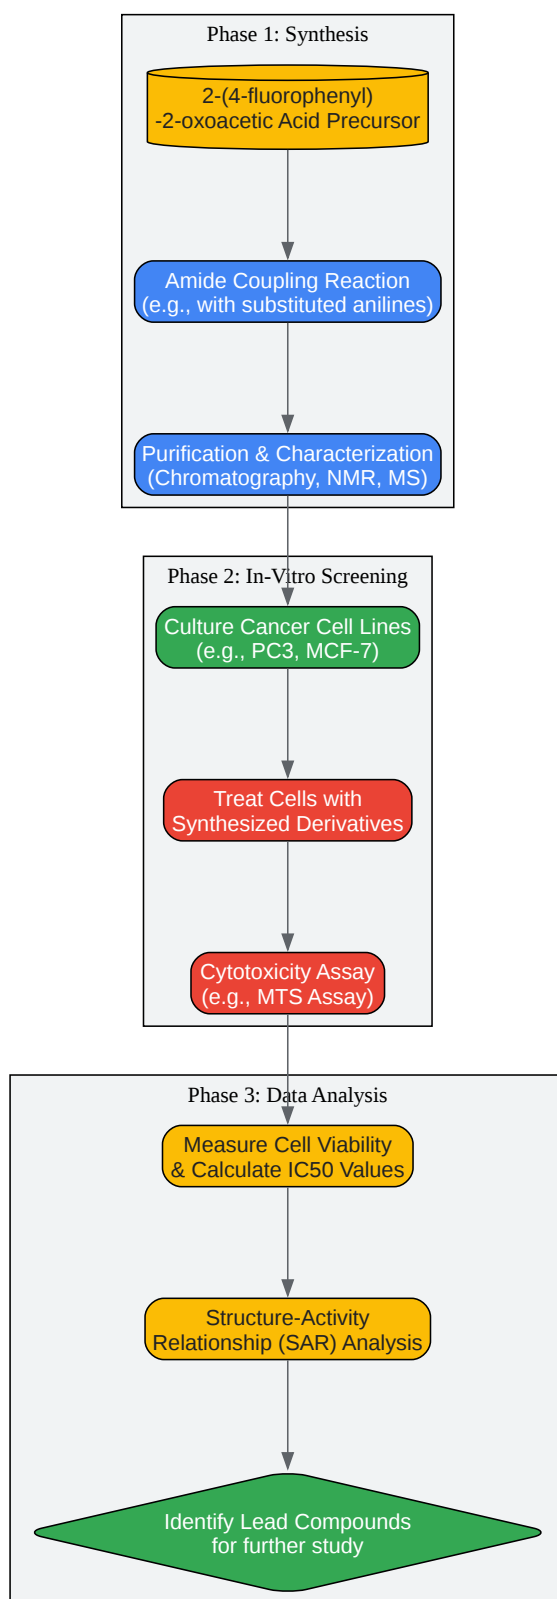 Phase 1: Synthesis
2-(4-fluorophenyl)
-2-oxoacetic Acid Precursor
Amide Coupling Reaction
(e.g., with substituted anilines)
Purification & Characterization
(Chromatography, NMR, MS)
Phase 2: In-Vitro Screening
Culture Cancer Cell Lines
(e.g., PC3, MCF-7)
Treat Cells with
Synthesized Derivatives
Cytotoxicity Assay
(e.g., MTS Assay)
Phase 3: Data Analysis
Measure Cell Viability
& Calculate IC50 Values
Structure-Activity
Relationship (SAR) Analysis
Identify Lead Compounds
for further study